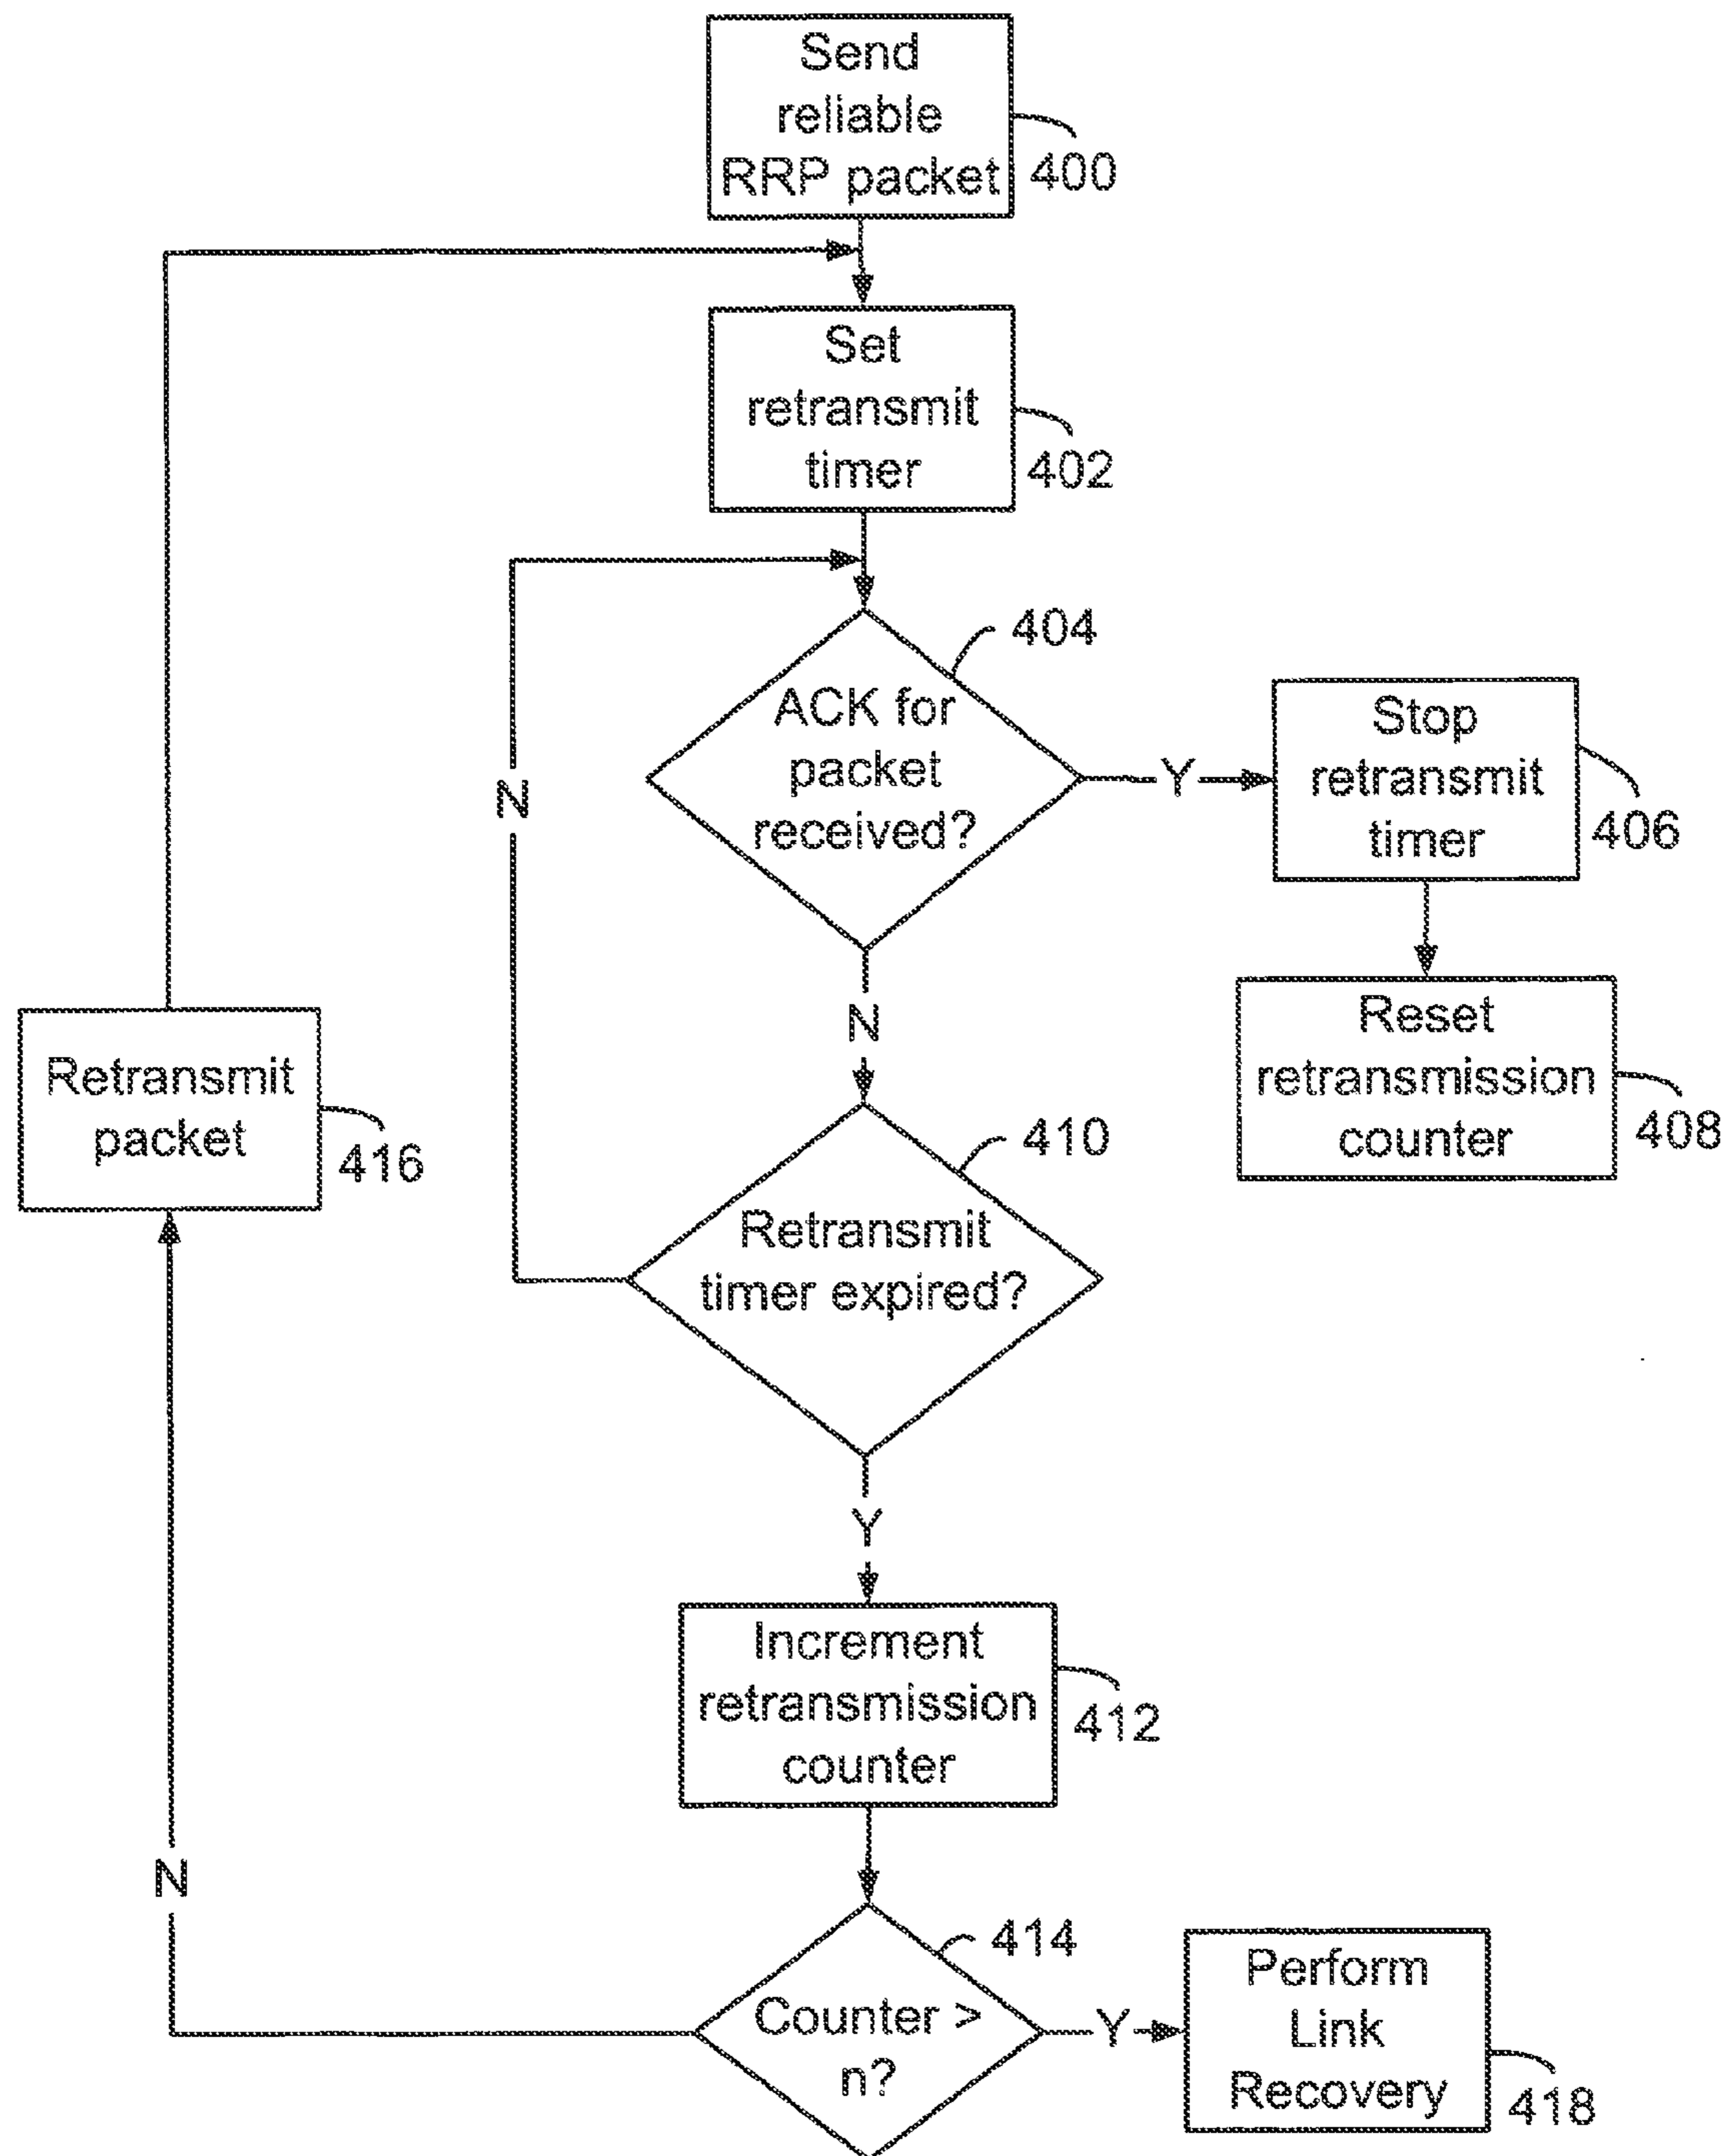 Send
reliable
RRP packet
400
Set
retransmit
timer
402
404
ACK for
packet
received?
Y
Stop
retransmit
timer
406
N
N
Reset
retransmission
counter
408
Retransmit
packet
416
410
Retransmit
timer expired?
Y
Increment
retransmission
counter
412
N
414
Counter >
n?
Y
Perform
Link
Recovery
418